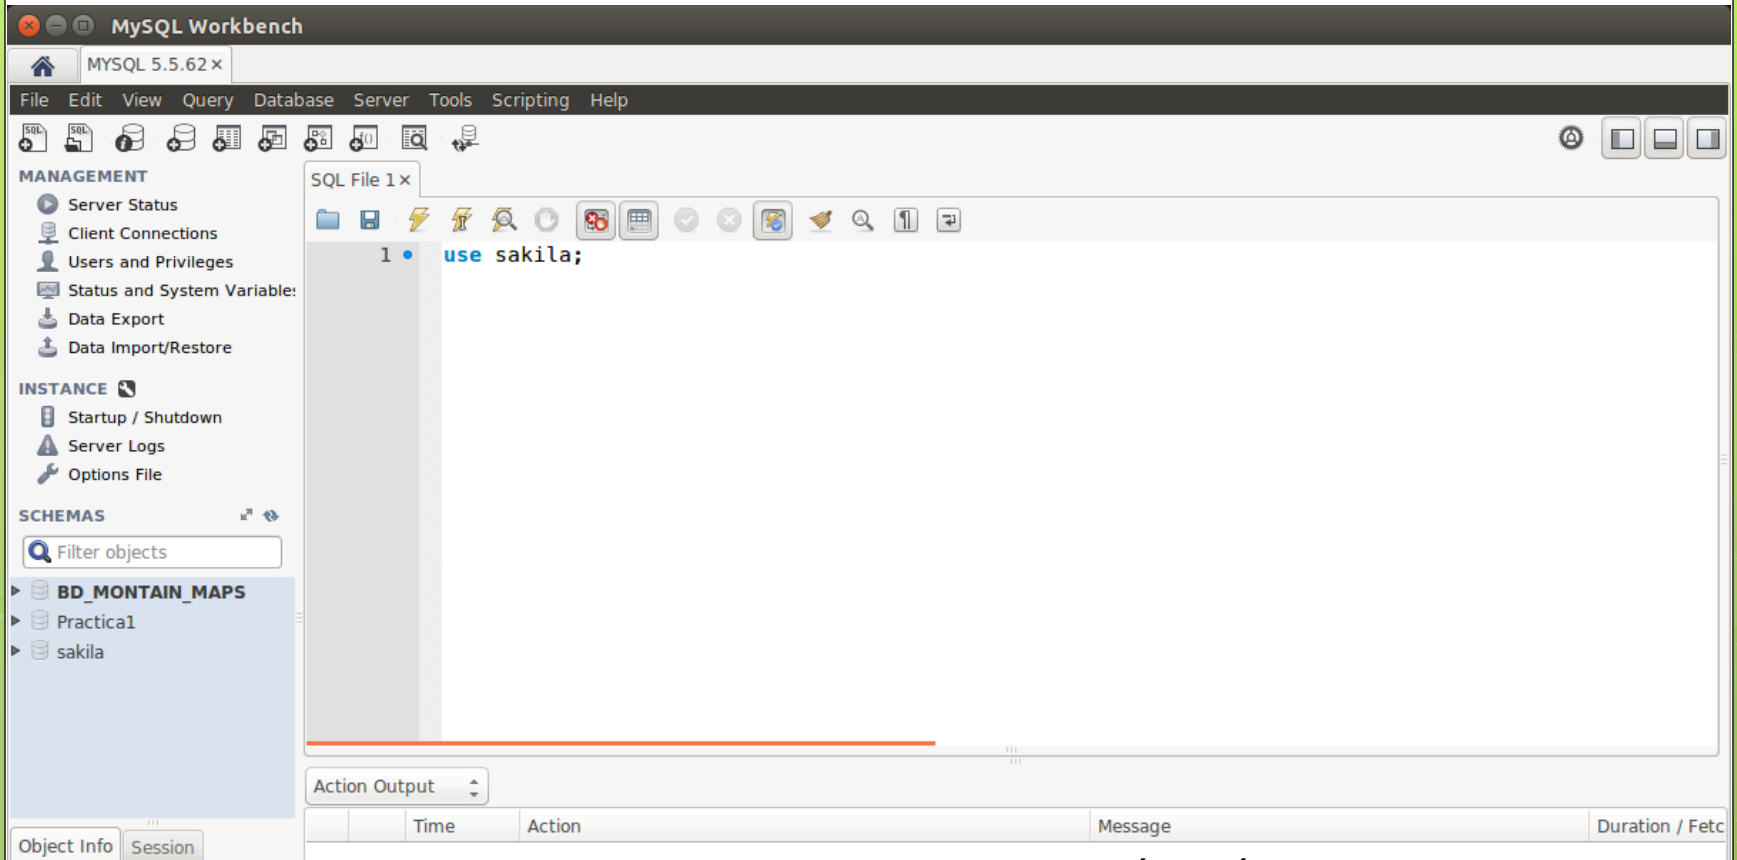 MySQL Workbench
MYSQL 5.5.62
File Edit View Query Database Server Tools Scripting Help
MANAGEMENT
Server Status
Client Connections
Users and Privileges
Status and System Variable
Data Export
Data Import/Restore
INSTANCE
Startup / Shutdown
Server Logs
Options File
SCHEMAS
Filter objects
BD_MONTAIN_MAPS
Practica1
sakila
Object Info Session
SQL File 1
1 use sakila;
Action Output
Time Action Message Duration / Fetc